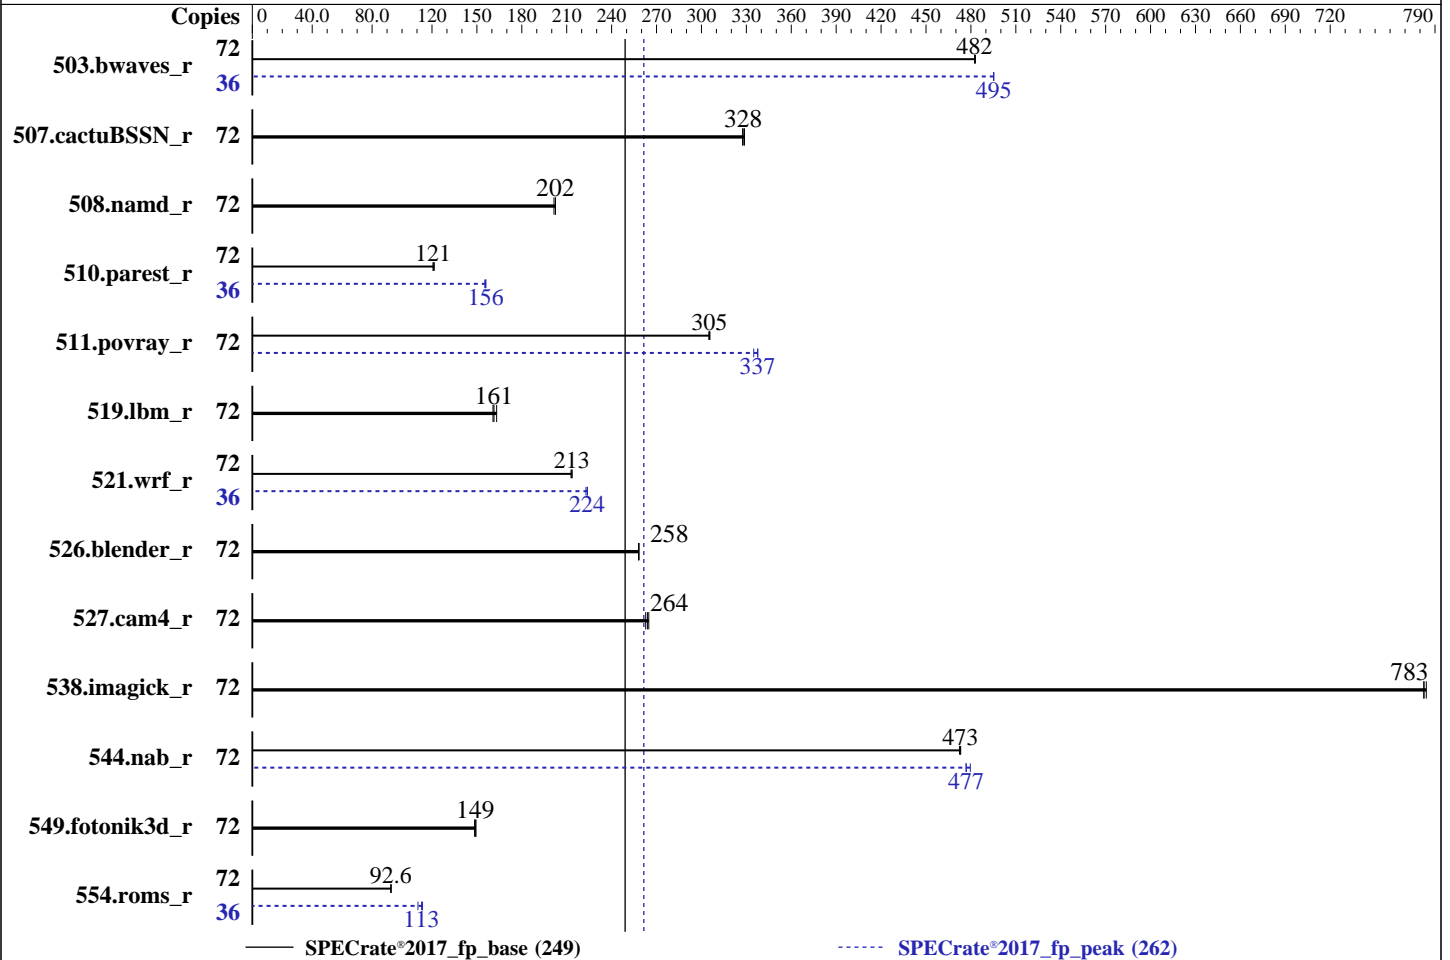 Copies 0 40.0 80.0 120 150 180 210 240 270 300 330 360 390 420 450 480 510 540 570 600 630 660 690 720 790
503.bwaves_r 72 482
36 495
507.cactuBSSN_r 72 328
508.namd_r 72 202
510.parest_r 72 121
36 156
511.povray_r 72 305
337
519.lbm_r 72 161
521.wrf_r 72 213
36 224
526.blender_r 72 258
527.cam4_r 72 264
538.imagick_r 72 783
544.nab_r 72 473
477
549.fotonik3d_r 72 149
554.roms_r 72 92.6
36 113
SPECrate®2017_fp_base (249) SPECrate®2017_fp_peak (262)